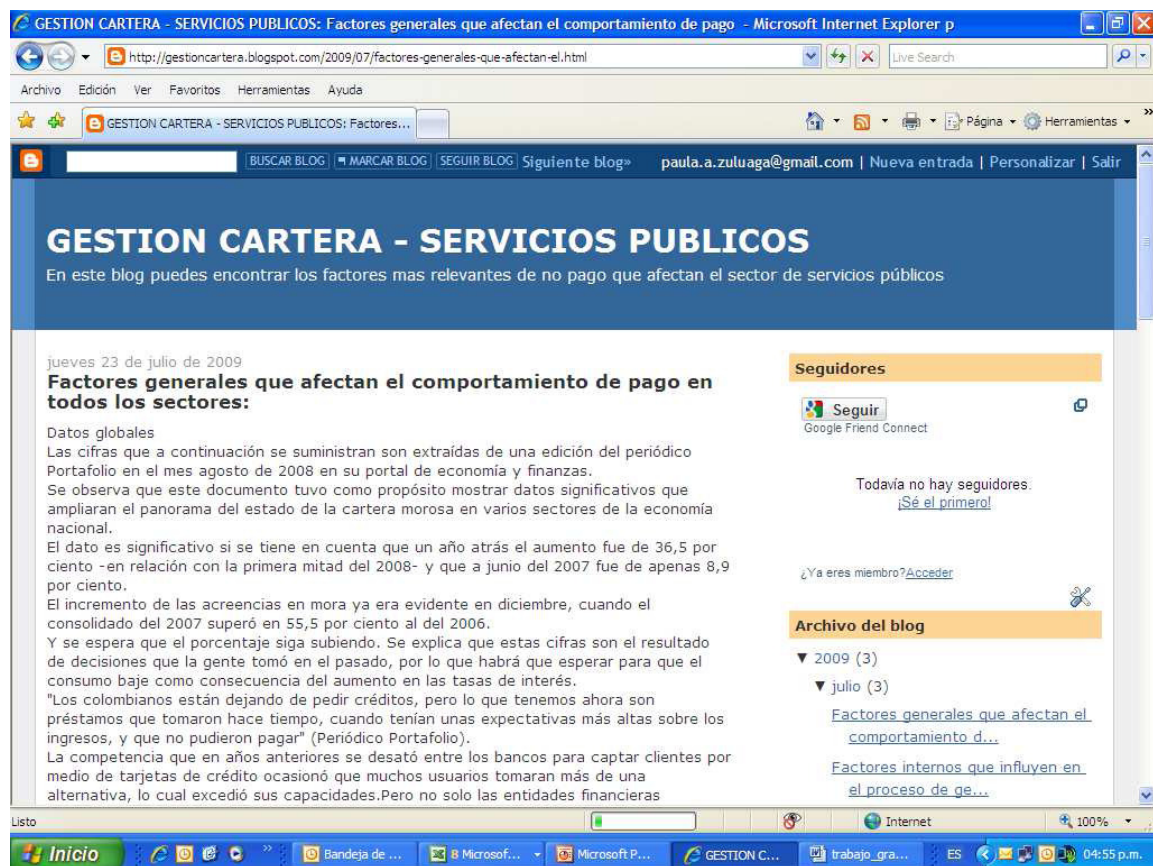 GESTION CARTERA - SERVICIOS PUBLICOS: Factores generales que afectan el comportamiento de pago - Microsoft Internet Explorer p
http://gestioncartera.blogspot.com/2009/07/factores-generales-que-afectan-el.html
Live Search
Archivo Edición Ver Favoritos Herramientas Ayuda
GESTION CARTERA - SERVICIOS PUBLICOS: Factores...
Página Herramientas
BUSCAR BLOG MARCAR BLOG SEGUIR BLOG Siguiente blog» paula.a.zuluaga@gmail.com | Nueva entrada | Personalizar | Salir
GESTION CARTERA - SERVICIOS PUBLICOS
En este blog puedes encontrar los factores mas relevantes de no pago que afectan el sector de servicios públicos
jueves 23 de julio de 2009
Factores generales que afectan el comportamiento de pago en
todos los sectores:
Datos globales
Las cifras que a continuación se suministran son extraídas de una edición del periódico
Portafolio en el mes agosto de 2008 en su portal de economía y finanzas.
Se observa que este documento tuvo como propósito mostrar datos significativos que
ampliaran el panorama del estado de la cartera morosa en varios sectores de la economía
nacional.
El dato es significativo si se tiene en cuenta que un año atrás el aumento fue de 36,5 por
ciento -en relación con la primera mitad del 2008- y que a junio del 2007 fue de apenas 8,9
por ciento.
El incremento de las acreencias en mora ya era evidente en diciembre, cuando el
consolidado del 2007 superó en 55,5 por ciento al del 2006.
Y se espera que el porcentaje siga subiendo. Se explica que estas cifras son el resultado
de decisiones que la gente tomó en el pasado, por lo que habrá que esperar para que el
consumo baje como consecuencia del aumento en las tasas de interés.
"Los colombianos están dejando de pedir créditos, pero lo que tenemos ahora son
préstamos que tomaron hace tiempo, cuando tenían unas expectativas más altas sobre los
ingresos, y que no pudieron pagar" (Periódico Portafolio).
La competencia que en años anteriores se desató entre los bancos para captar clientes por
medio de tarjetas de crédito ocasionó que muchos usuarios tomaran más de una
alternativa, lo cual excedió sus capacidades.Pero no solo las entidades financieras
Seguidores
Seguir
Google Friend Connect
Todavía no hay seguidores.
¡Sé el primero!
¿Ya eres miembro?Acceder
Archivo del blog
▼ 2009 (3)
▼ julio (3)
Factores generales que afectan el
comportamiento d...
Factores internos que influyen en
el proceso de ge...
Listo Internet 100%
Inicio Bandeja de ... 8 Microsof... Microsoft P... GESTION C... trabajo_gra... ES 04:55 p.m.